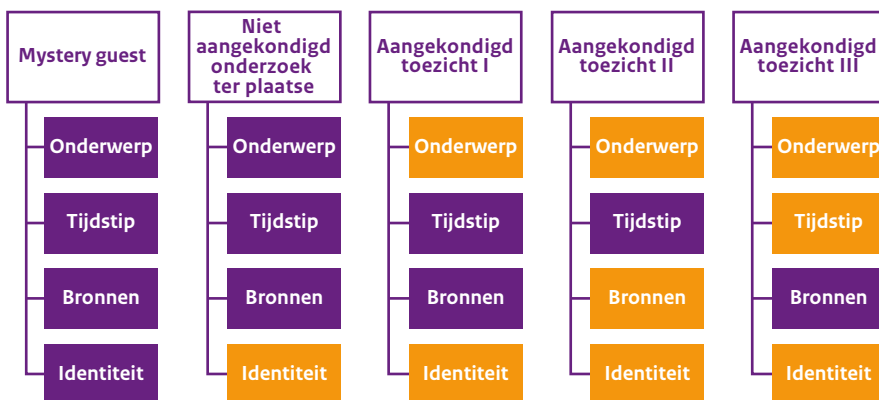 Mystery guest
Onderwerp
Tijdstip
Bronnen
Identiteit
Niet
aangekondigd
onderzoek
ter plaatse
Onderwerp
Tijdstip
Bronnen
Identiteit
Aangekondigd
toezicht I
Onderwerp
Tijdstip
Bronnen
Identiteit
Aangekondigd
toezicht II
Onderwerp
Tijdstip
Bronnen
Identiteit
Aangekondigd
toezicht III
Onderwerp
Tijdstip
Bronnen
Identiteit